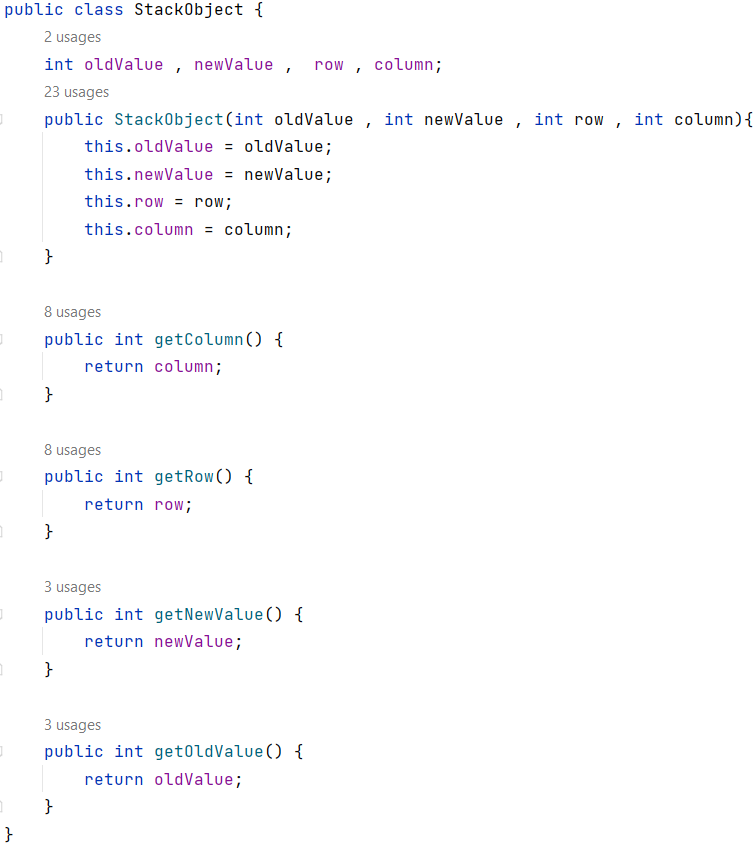 public class StackObject {
2 usages
int oldValue , newValue ,  row , column;
23 usages
public StackObject(int oldValue , int newValue , int row , int column){
this.oldValue = oldValue;
this.newValue = newValue;
this.row = row;
this.column = column;
}
8 usages
public int getColumn() {
return column;
}
8 usages
public int getRow() {
return row;
}
3 usages
public int getNewValue() {
return newValue;
}
3 usages
public int getOldValue() {
return oldValue;
}
}